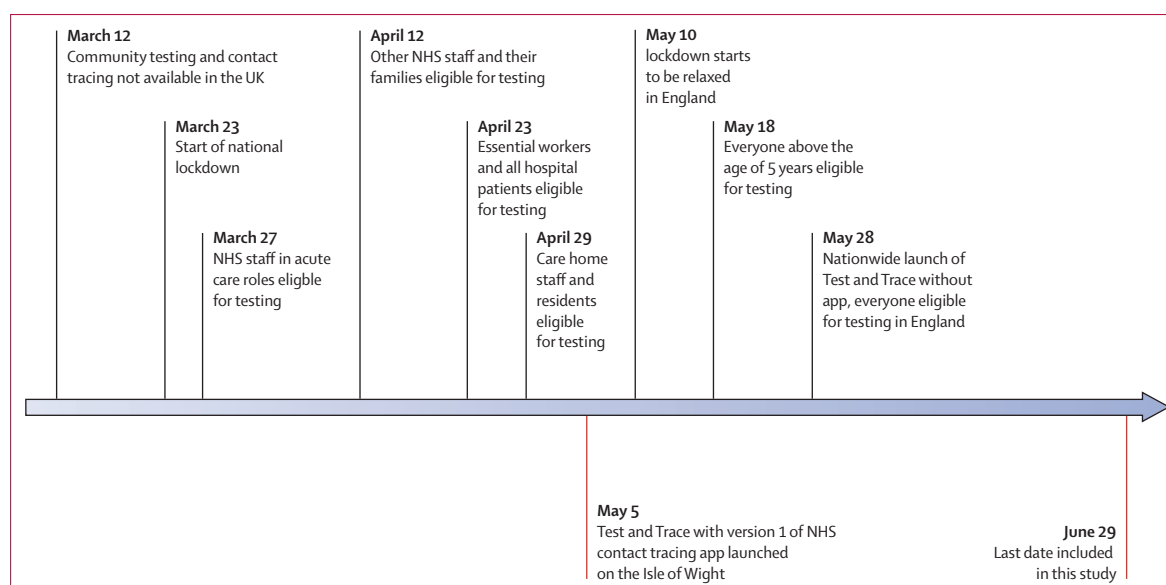 March 12
Community testing and contact
tracing not available in the UK
March 23
Start of national
lockdown
March 27
NHS staff in acute
care roles eligble
for testing
April 12
Other NHS staff and their
families eligible for testing
April 23
Essential workers
and all hospital
patients eligible
for testing
April 29
Care home
staff and
residents
eligible
for testing
May 10
lockdown starts
to be relaxed
in England
May 18
Everyone above the
age of 5 years eligible
for testing
May 28
Nationwide launch of
Test and Trace without
app, everyone eligible
for testing in England
May 5
Test and Trace with version 1 of NHS
contact tracing app launched
on the Isle of Wight
June 29
Last date included
in this study